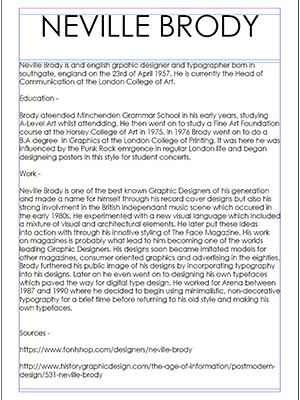 NEVILLE BRODY
Neville Brody is and english grpahic designer and typographer born in
southgate, england on the 23rd of April 1957. He is currently the Head of
Communication at the London College of Art.
Education -
Brody ateended Minchenden Grammar School in his early years, studying
A-Level Art whilst attendding. He then went on to study a Fine Art Foundation
course at the Horsey College of Art in 1975. In 1976 Brody went on to do a
B.A degree in Graphics at the London College of Printing. It was here he was
influenced by the Punk Rock emrgence in regular London life and began
designeing posters in this style for student concerts.
Work -
Neville Brody is one of the best known Graphic Designers of his generation
and made a name for himself through his record cover designs but also his
strong involvment in the British Independant music scene which occured in
the early 1980s. He experimented with a new visual language which included
a mixture of visual and architectural elements. He later put these ideas
into action with through his innotive styling of The Face Magazine. His work
on magazines is probably what lead to him becoming one of the worlds
leading Graphic Designers. His designs soon became imitated models for
other magazines, consumer oriented graphics and advertising in the eighties.
Brody furthered his public image of his designs by incorporating typography
into his designs. Later on he even went on to designing his own typefaces
which paved the way for digital type design. He worked for Arena between
1987 and 1990 where he decided to begin using minimalistic, non-decorative
typography for a brief time before returning to his old style and making his
own typefaces.
Sources -
https://www.fontshop.com/designers/neville-brody
http://www.historygraphicdesign.com/the-age-of-information/postmodern-
design/531-neville-brody